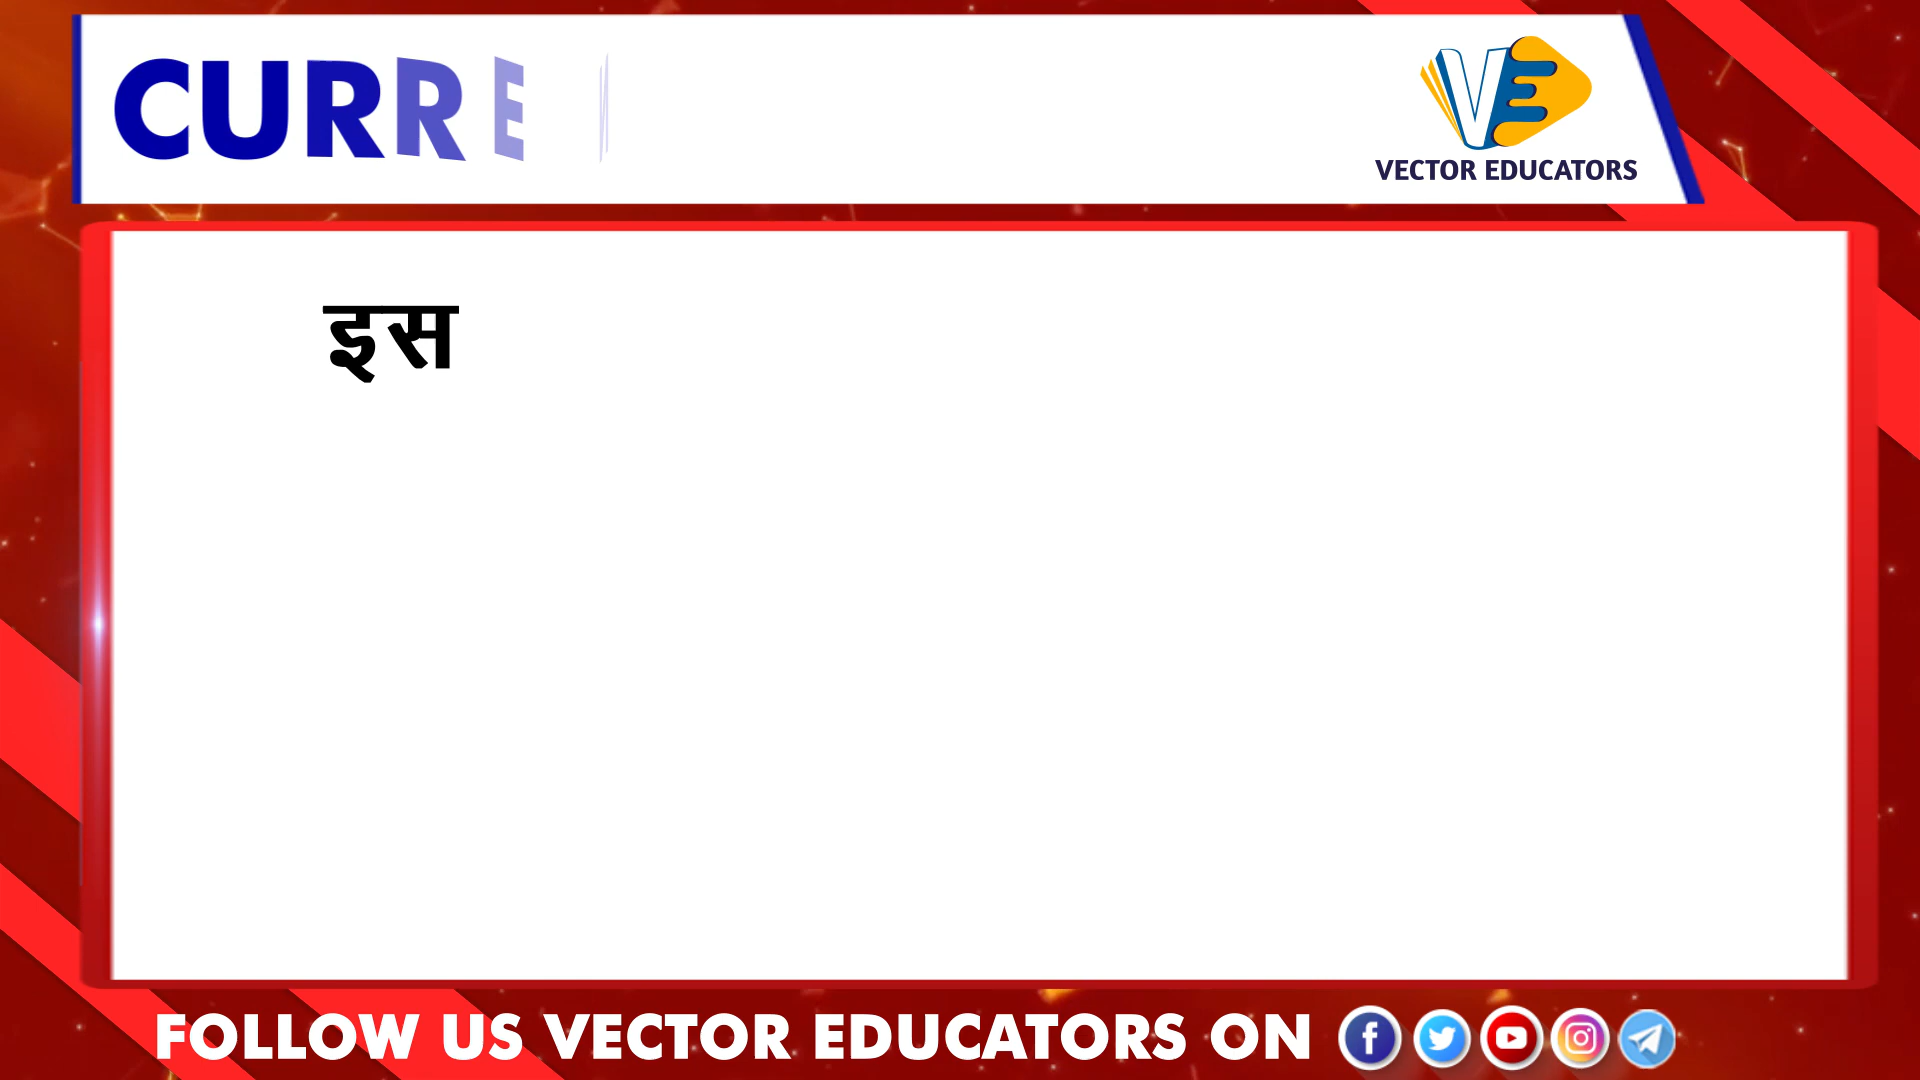 CURRE
VECTOR EDUCATORS
इस
FOLLOW US VECTOR EDUCATORS ON